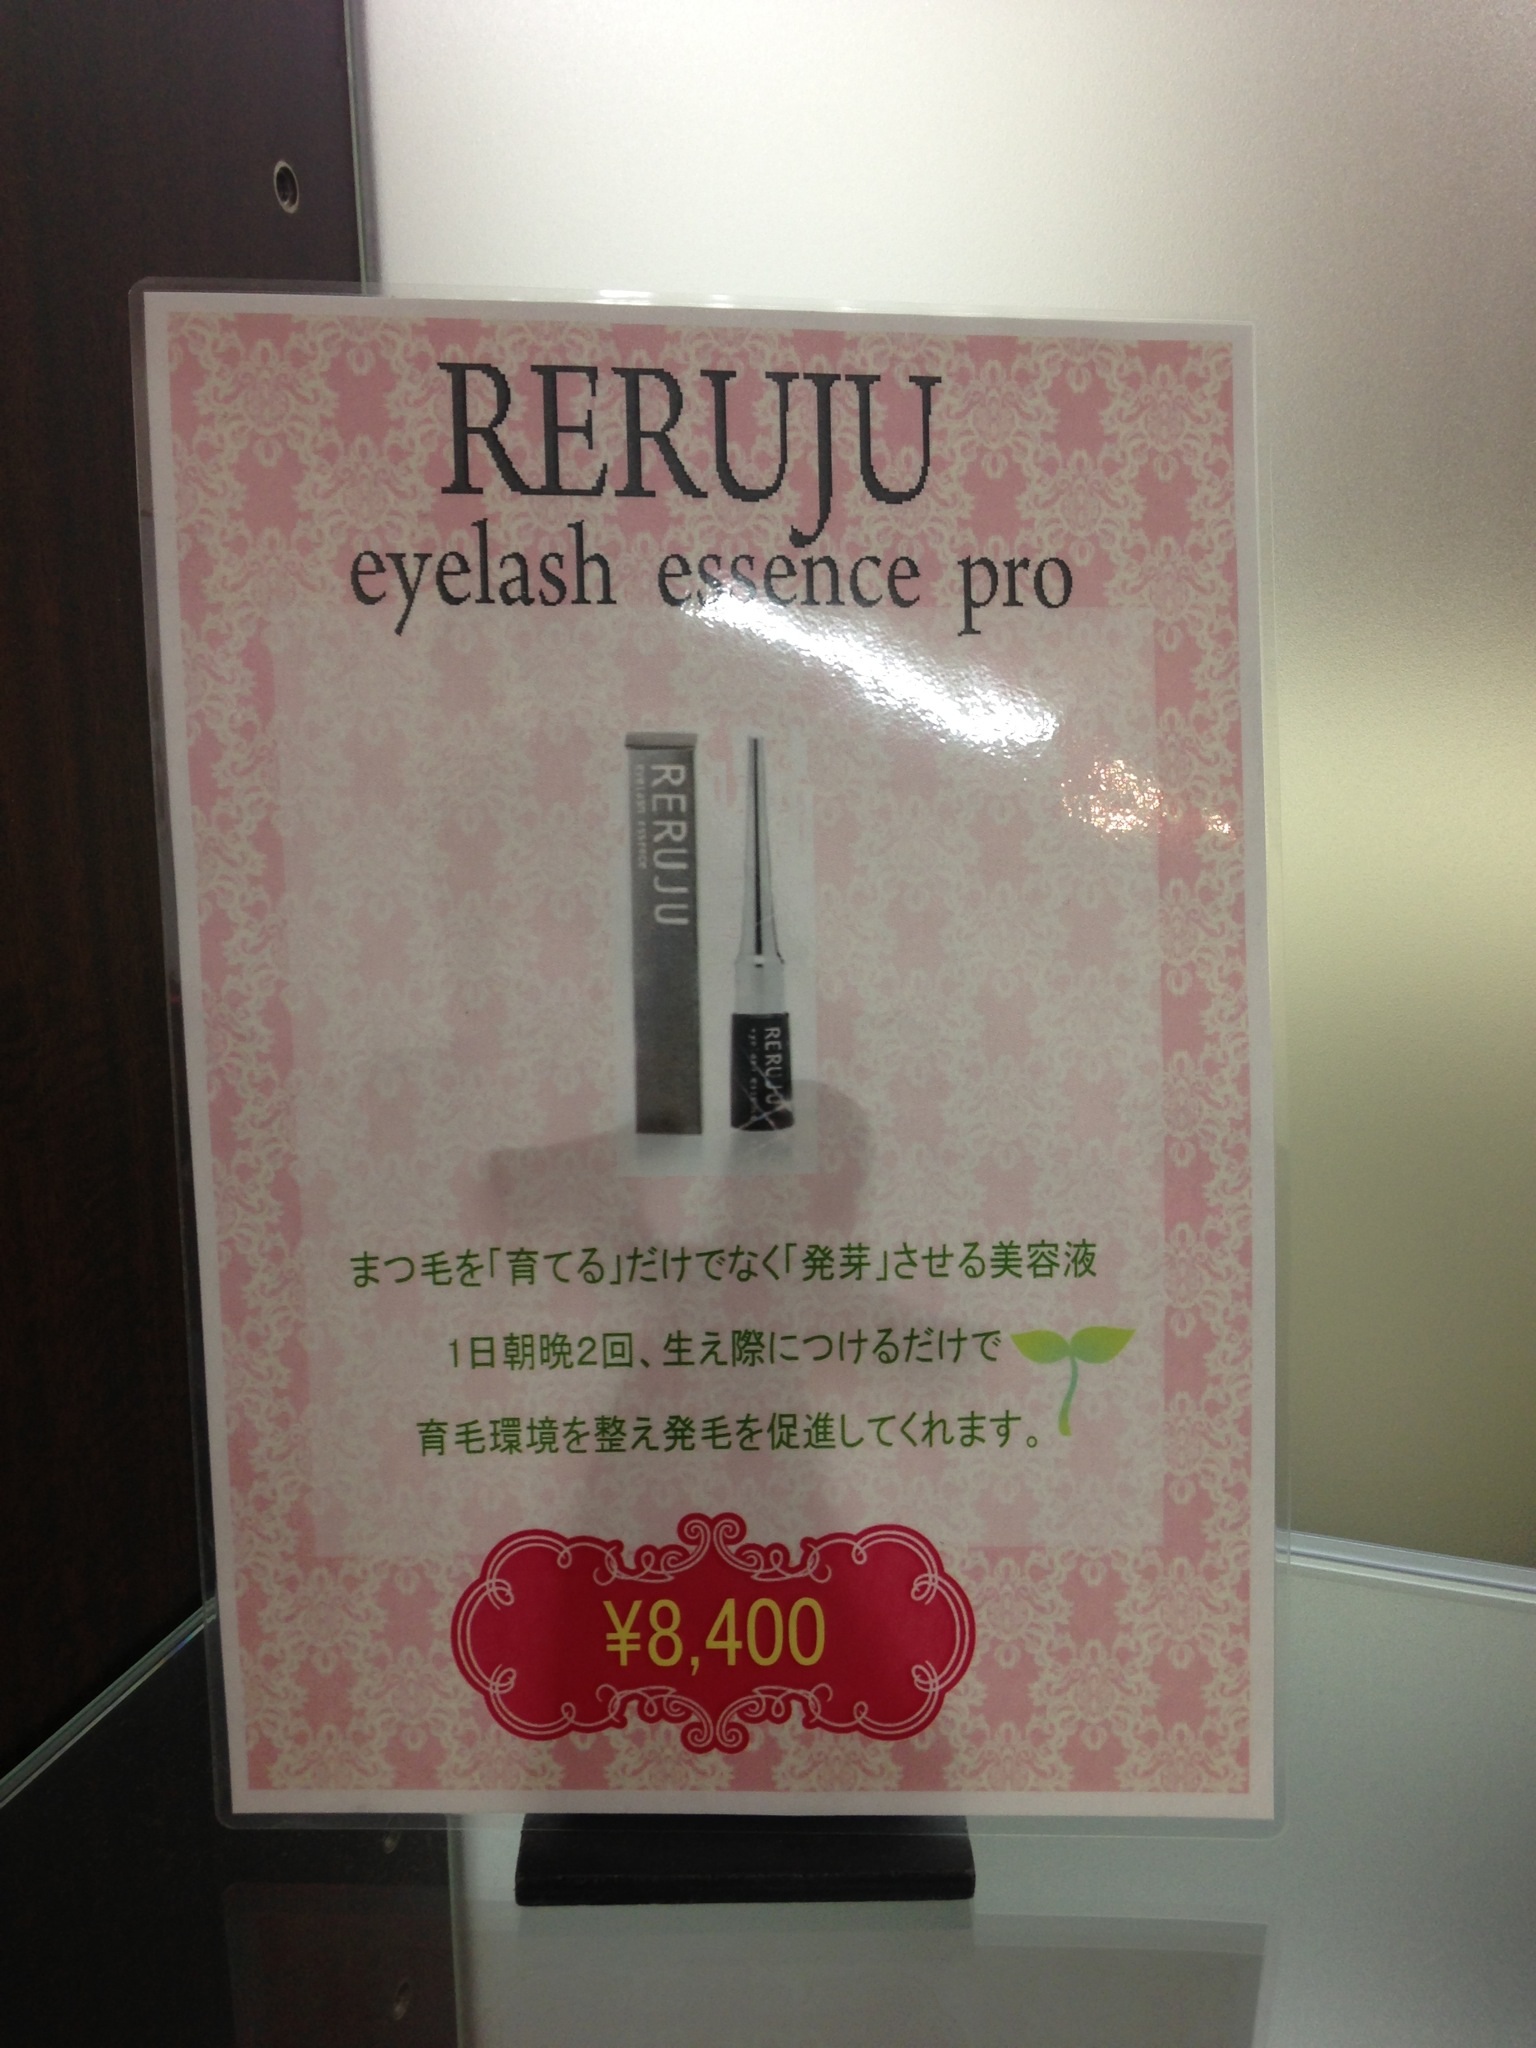 RERUJU
eyelash essence pro
RERUJU
eyelash essence
RERUJU
まつ毛を「育てる」だけでなく「発芽」させる美容液
1日朝晩2回、生え際につけるだけで
育毛環境を整え発毛を促進してくれます。
¥8,400